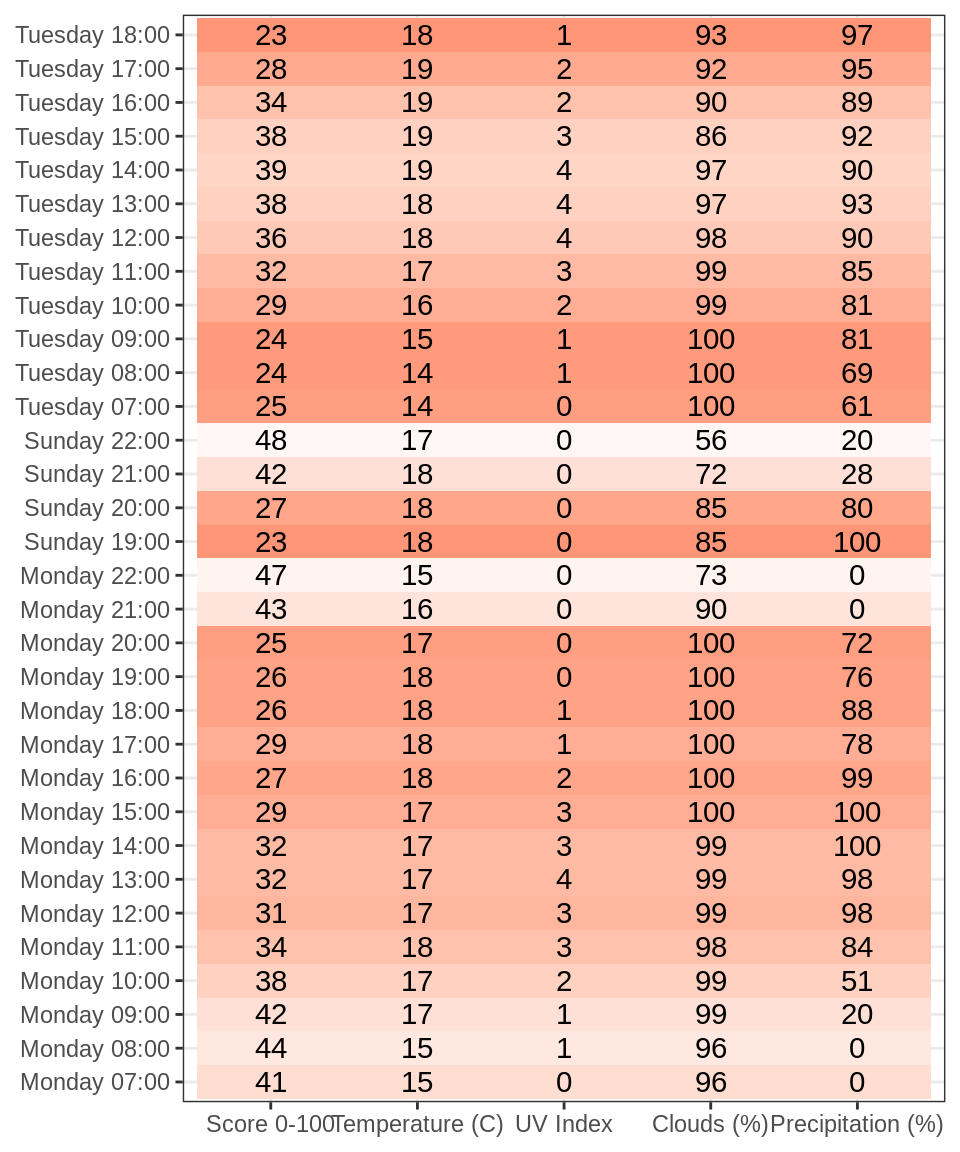 Tuesday 18:00 23 18 1 93 97
Tuesday 17:00 28 19 2 92 95
Tuesday 16:00 34 19 2 90 89
Tuesday 15:00 38 19 3 86 92
Tuesday 14:00 39 19 4 97 90
Tuesday 13:00 38 18 4 97 93
Tuesday 12:00 36 18 4 98 90
Tuesday 11:00 32 17 3 99 85
Tuesday 10:00 29 16 2 99 81
Tuesday 09:00 24 15 1 100 81
Tuesday 08:00 24 14 1 100 69
Tuesday 07:00 25 14 0 100 61
Sunday 22:00 48 17 0 56 20
Sunday 21:00 42 18 0 72 28
Sunday 20:00 27 18 0 85 80
Sunday 19:00 23 18 0 85 100
Monday 22:00 47 15 0 73 0
Monday 21:00 43 16 0 90 0
Monday 20:00 25 17 0 100 72
Monday 19:00 26 18 0 100 76
Monday 18:00 26 18 1 100 88
Monday 17:00 29 18 1 100 78
Monday 16:00 27 18 2 100 99
Monday 15:00 29 17 3 100 100
Monday 14:00 32 17 3 99 100
Monday 13:00 32 17 4 99 98
Monday 12:00 31 17 3 99 98
Monday 11:00 34 18 3 98 84
Monday 10:00 38 17 2 99 51
Monday 09:00 42 17 1 99 20
Monday 08:00 44 15 1 96 0
Monday 07:00 41 15 0 96 0
Score 0-100 Temperature (C) UV Index Clouds (%) Precipitation (%)